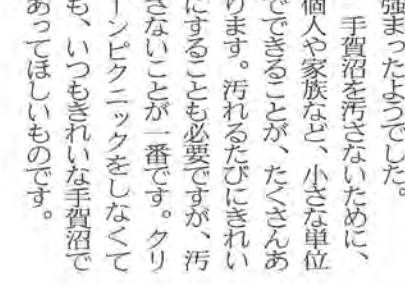 強まったようでした。
手賀沼を汚さないために、
個人や家族など、小さな単位
でできることが、たくさんあ
ります。汚れるたびにきれい
にすることも必要ですが、汚
さないことが一番です。クリ
ーンピクニックをしなくて
も、いつもきれいな手賀沼で
あってほしいものです。